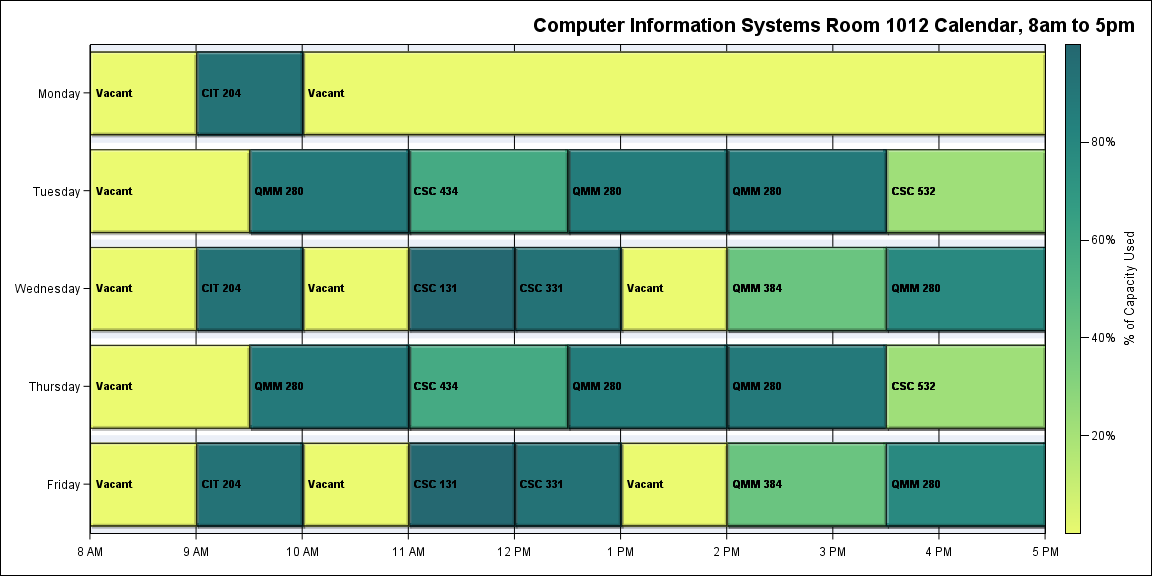 Computer Information Systems Room 1012 Calendar, 8am to 5pm
Monday
Vacant
CIT 204
Vacant
Tuesday
Vacant
QMM 280
CSC 434
QMM 280
QMM 280
CSC 532
Wednesday
Vacant
CIT 204
Vacant
CSC 131
CSC 331
Vacant
QMM 384
QMM 280
Thursday
Vacant
QMM 280
CSC 434
QMM 280
QMM 280
CSC 532
Friday
Vacant
CIT 204
Vacant
CSC 131
CSC 331
Vacant
QMM 384
QMM 280
8 AM
9 AM
10 AM
11 AM
12 PM
1 PM
2 PM
3 PM
4 PM
5 PM
80%
60%
40%
20%
% of Capacity Used